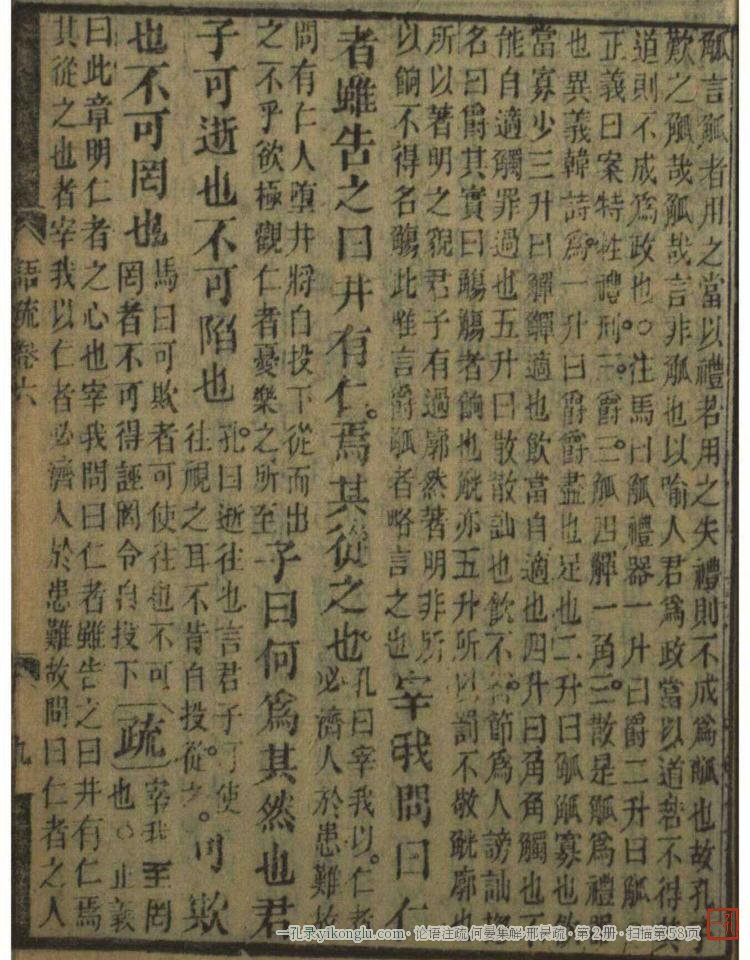 觚言觚者用之當以禮若用之失禮則不成爲觚也故孔子
歎之觚哉觚哉言非觚也以喻人君爲政當以道若不得其
道則不成爲政也○注馬曰觚禮器一升曰爵二升曰觚○
正義曰案特牲禮用二爵二觚四觶一角一散是觚爲禮器
也異義韓詩爲一升曰爵爵盡也足也二升曰觚觚寡也飲
當寡少三升曰觶觶適也飲當自適也四升曰角角觸也不
能自適觸罪過也五升曰散散訕也飲不自節爲人謗訕摠
名曰爵其實曰觴觴者餉也觥亦五升所以罰不敬觥廓也
所以著明之貌君子有過廓然著明非所
以餉不得名觴此唯言爵觚者略言之也
宰我問曰仁
者雖告之曰井有仁焉其從之也
孔曰宰我以仁者
必濟人於患難故
問有仁人墮井將自投下從而出
之不乎欲極觀仁者憂樂之所至
子曰何爲其然也君
子可逝也不可陷也
孔曰逝往也言君子可使
往視之耳不肯自投從之
可欺
也不可罔也
馬曰可欺者可使往也不可
罔者不可得誣罔令自投下
疏
宰我至罔
也○正義
曰此章明仁者之心也宰我問曰仁者雖告之曰井有仁焉
其從之也者宰我以仁者必濟人於患難故問曰仁者之人
語疏卷六
九
一孔录yikonglu.com · 论语注疏·何晏集解·邢昺疏 · 第2册 · 扫描第58页